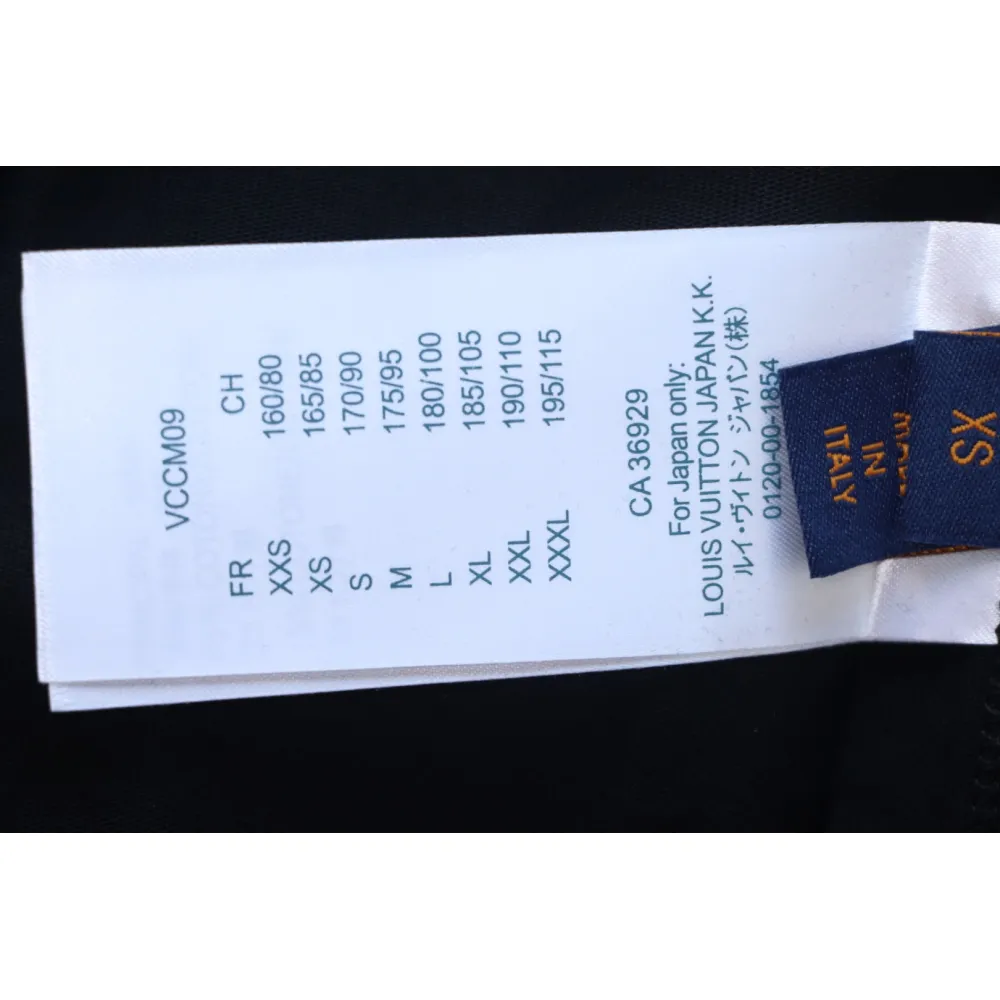 VCCM09
FR CH
XXS 160/80
XS 165/85
S 170/90
M 175/95
L 180/100
XL 185/105
XXL 190/110
XXXL 195/115
CA 36929
For Japan only:
LOUIS VUITTON JAPAN K.K.
ルイ・ヴィトン ジャパン(株)
0120-00-1854
XS
IN
ITALY